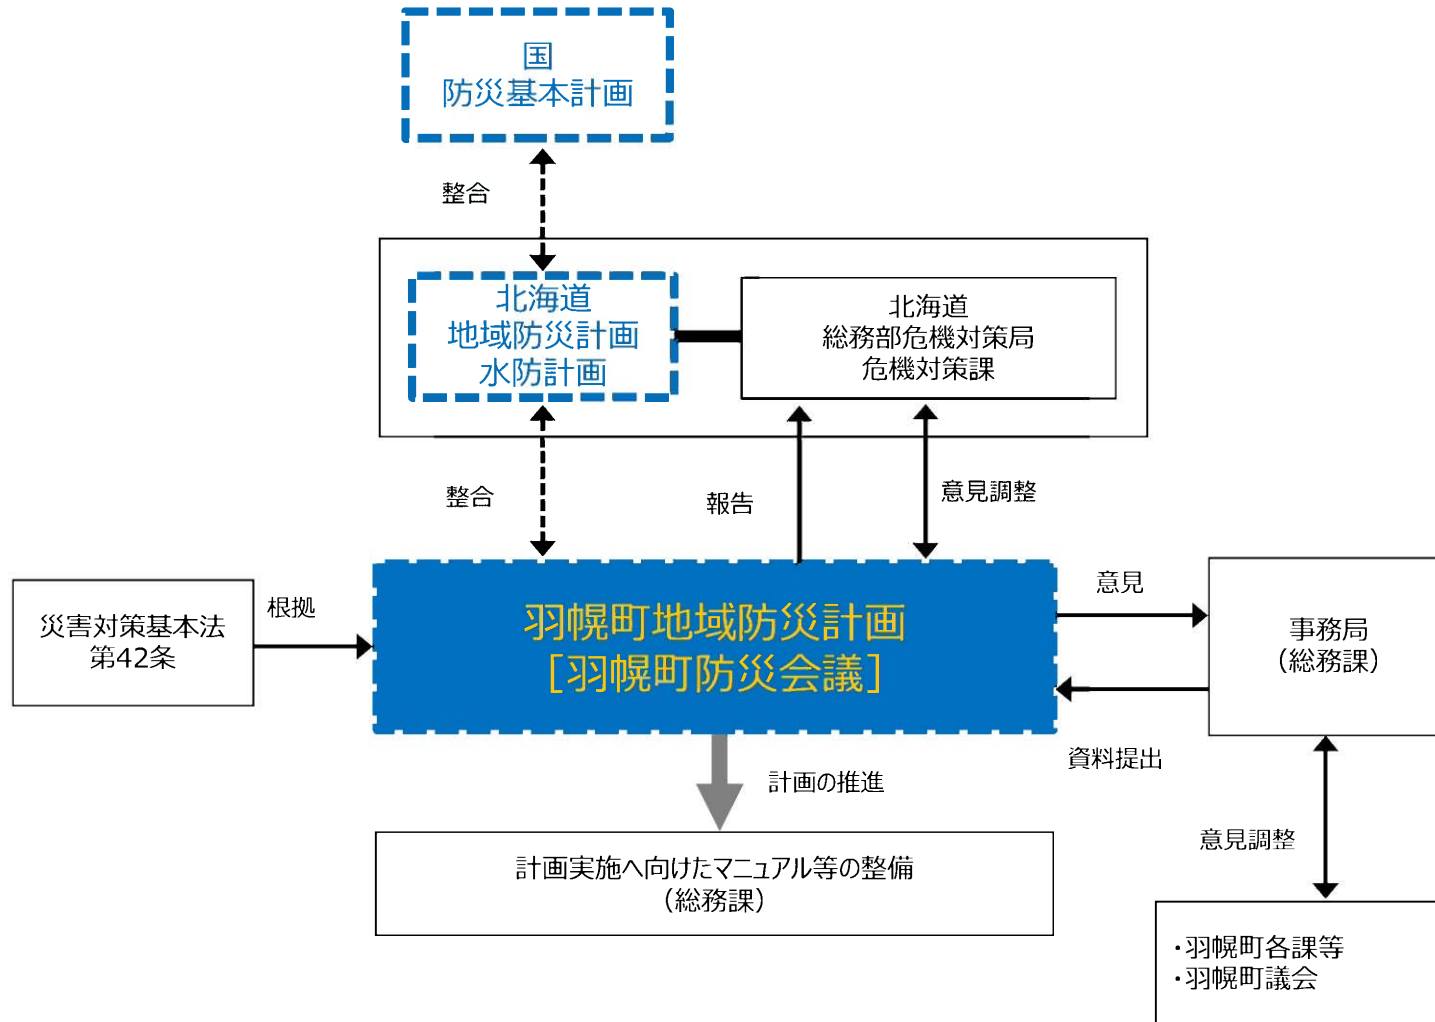 国
防災基本計画
整合
北海道
地域防災計画
水防計画
北海道
総務部危機対策局
危機対策課
整合
報告
意見調整
災害対策基本法
第42条
根拠
羽幌町地域防災計画
[羽幌町防災会議]
意見
資料提出
事務局
（総務課）
計画の推進
計画実施へ向けたマニュアル等の整備
（総務課）
意見調整
・羽幌町各課等
・羽幌町議会